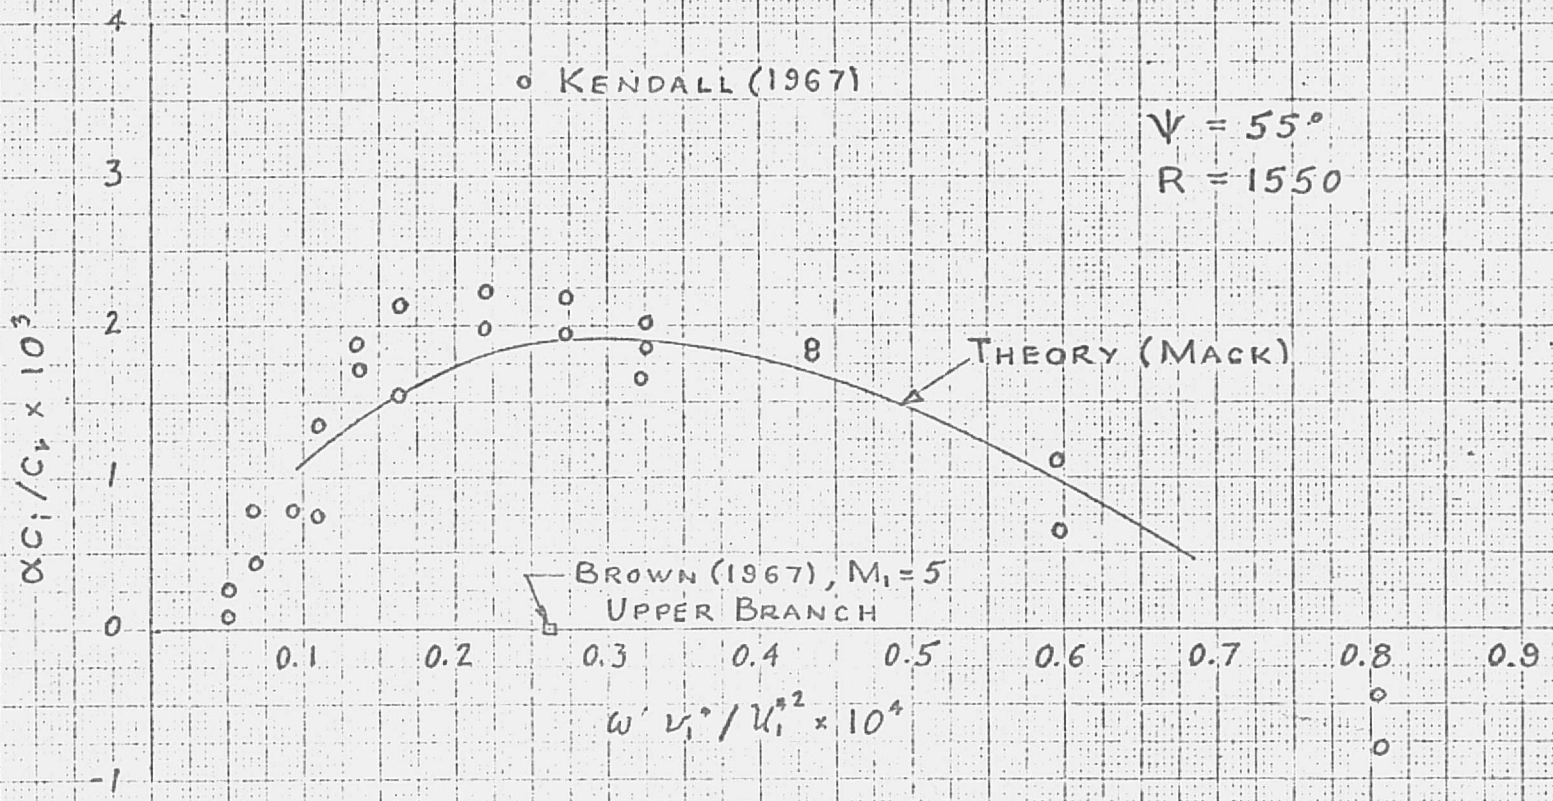 4
o KENDALL (1967)
Ψ = 55°
R = 1550
3
2
THEORY (MACK)
αCi/Cr × 10³
1
BROWN (1967), M₁ = 5
UPPER BRANCH
0
0.1 0.2 0.3 0.4 0.5 0.6 0.7 0.8 0.9
ω* ν₁*/U₁*² × 10⁴
-1